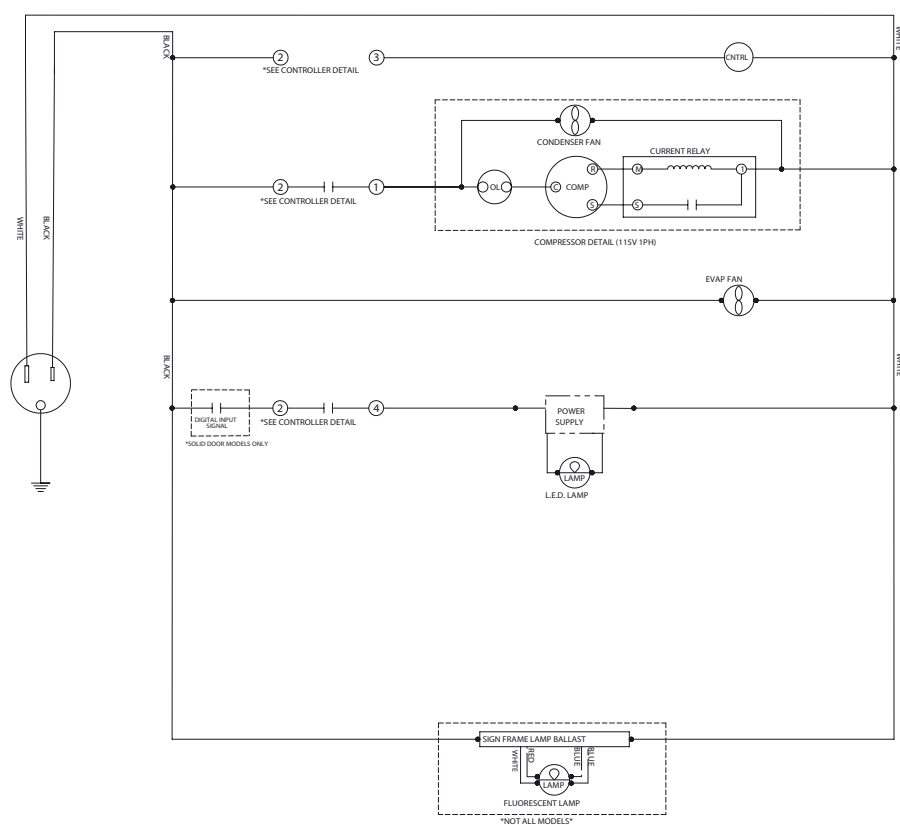 BLACK
WHITE
2
3
CNTRL
*SEE CONTROLLER DETAIL
CONDENSER FAN
CURRENT RELAY
R
M
1
2
1
OL
C
COMP
*SEE CONTROLLER DETAIL
S
S
WHITE
BLACK
COMPRESSOR DETAIL (115V 1PH)
EVAP FAN
BLACK
WHITE
2
4
DIGITAL INPUT
SIGNAL
*SEE CONTROLLER DETAIL
POWER
SUPPLY
*SOLID DOOR MODELS ONLY
LAMP
L.E.D. LAMP
SIGN FRAME LAMP BALLAST
WHITE
RED
BLUE
BLUE
LAMP
FLUORESCENT LAMP
*NOT ALL MODELS*